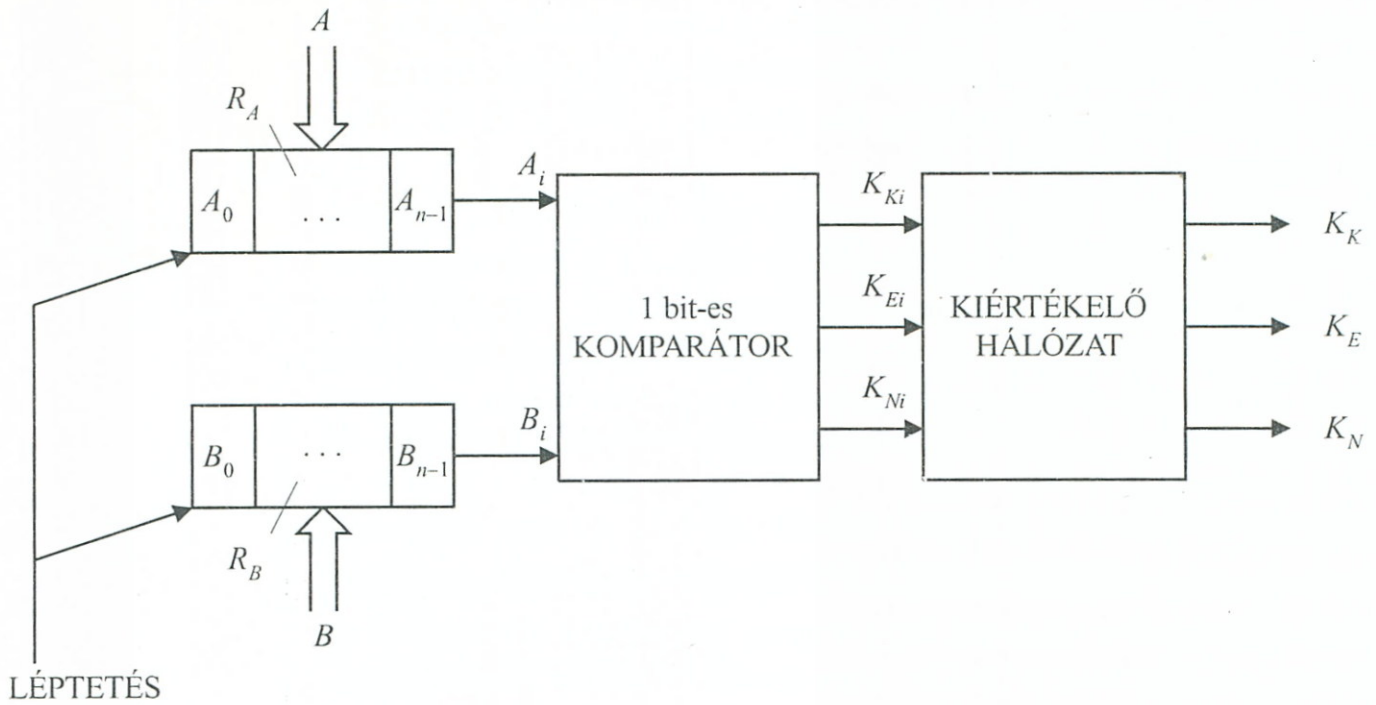 A
R_A
A_0 ... A_{n-1}
A_i
1 bit-es
KOMPARÁTOR
K_{Ki}
K_{Ei}
K_{Ni}
KIÉRTÉKELŐ
HÁLÓZAT
K_K
K_E
K_N
B_0 ... B_{n-1}
B_i
R_B
B
LÉPTETÉS